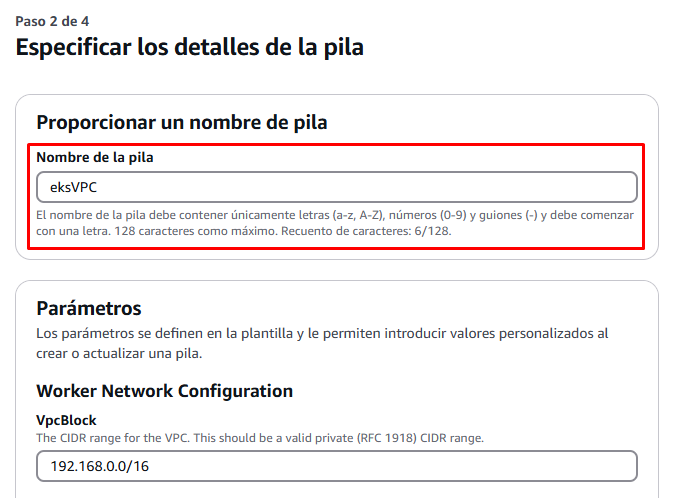 Paso 2 de 4
Especificar los detalles de la pila
Proporcionar un nombre de pila
Nombre de la pila
eksVPC
El nombre de la pila debe contener únicamente letras (a-z, A-Z), números (0-9) y guiones (-) y debe comenzar
con una letra. 128 caracteres como máximo. Recuento de caracteres: 6/128.
Parámetros
Los parámetros se definen en la plantilla y le permiten introducir valores personalizados al
crear o actualizar una pila.
Worker Network Configuration
VpcBlock
The CIDR range for the VPC. This should be a valid private (RFC 1918) CIDR range.
192.168.0.0/16